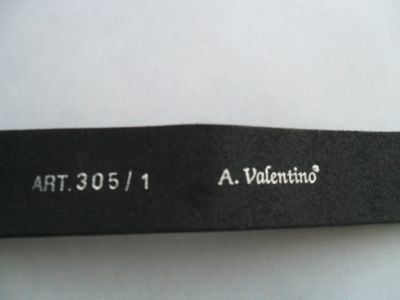 ART. 305/1 A. Valentino®